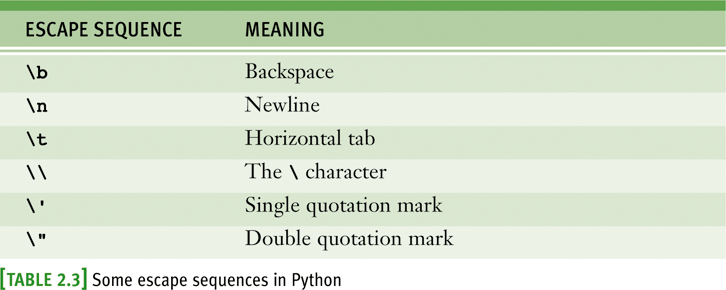 ESCAPE SEQUENCE MEANING
\b Backspace
\n Newline
\t Horizontal tab
\\ The \ character
\' Single quotation mark
\" Double quotation mark
[TABLE 2.3] Some escape sequences in Python